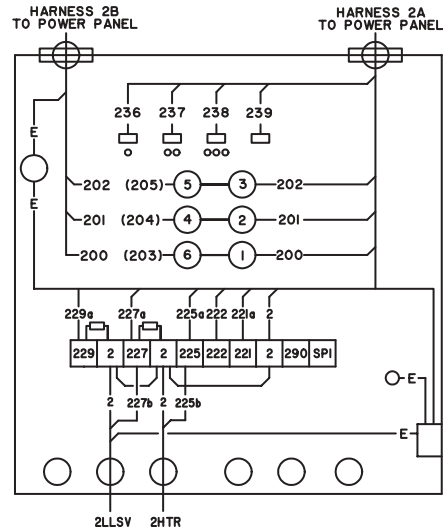 HARNESS 2B
TO POWER PANEL
HARNESS 2A
TO POWER PANEL
236 237 238 239
E
E
202 (205) 5 3 202
201 (204) 4 2 201
200 (203) 6 1 200
229a 227a 225a 222 221a 2
229 2 227 2 225 222 221 2 290 SP1
E
2 227b 2 225b
E
2LLSV 2HTR